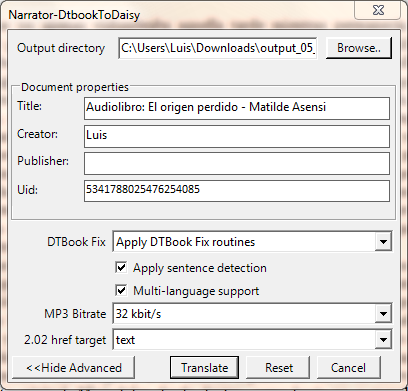 Narrator-DtbookToDaisy
Output directory C:\Users\Luis\Downloads\output_05_ Browse..
Document properties
Title: Audiolibro: El origen perdido - Matilde Asensi
Creator: Luis
Publisher:
Uid: 5341788025476254085
DTBook Fix Apply DTBook Fix routines
Apply sentence detection
Multi-language support
MP3 Bitrate 32 kbit/s
2.02 href target text
<<Hide Advanced Translate Reset Cancel